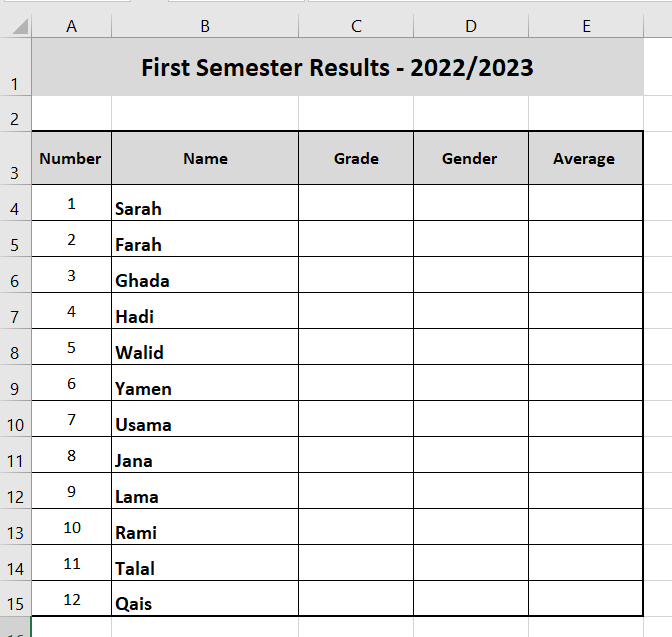 A B C D E
1 First Semester Results - 2022/2023
2
3 Number Name Grade Gender Average
4 1 Sarah
5 2 Farah
6 3 Ghada
7 4 Hadi
8 5 Walid
9 6 Yamen
10 7 Usama
11 8 Jana
12 9 Lama
13 10 Rami
14 11 Talal
15 12 Qais